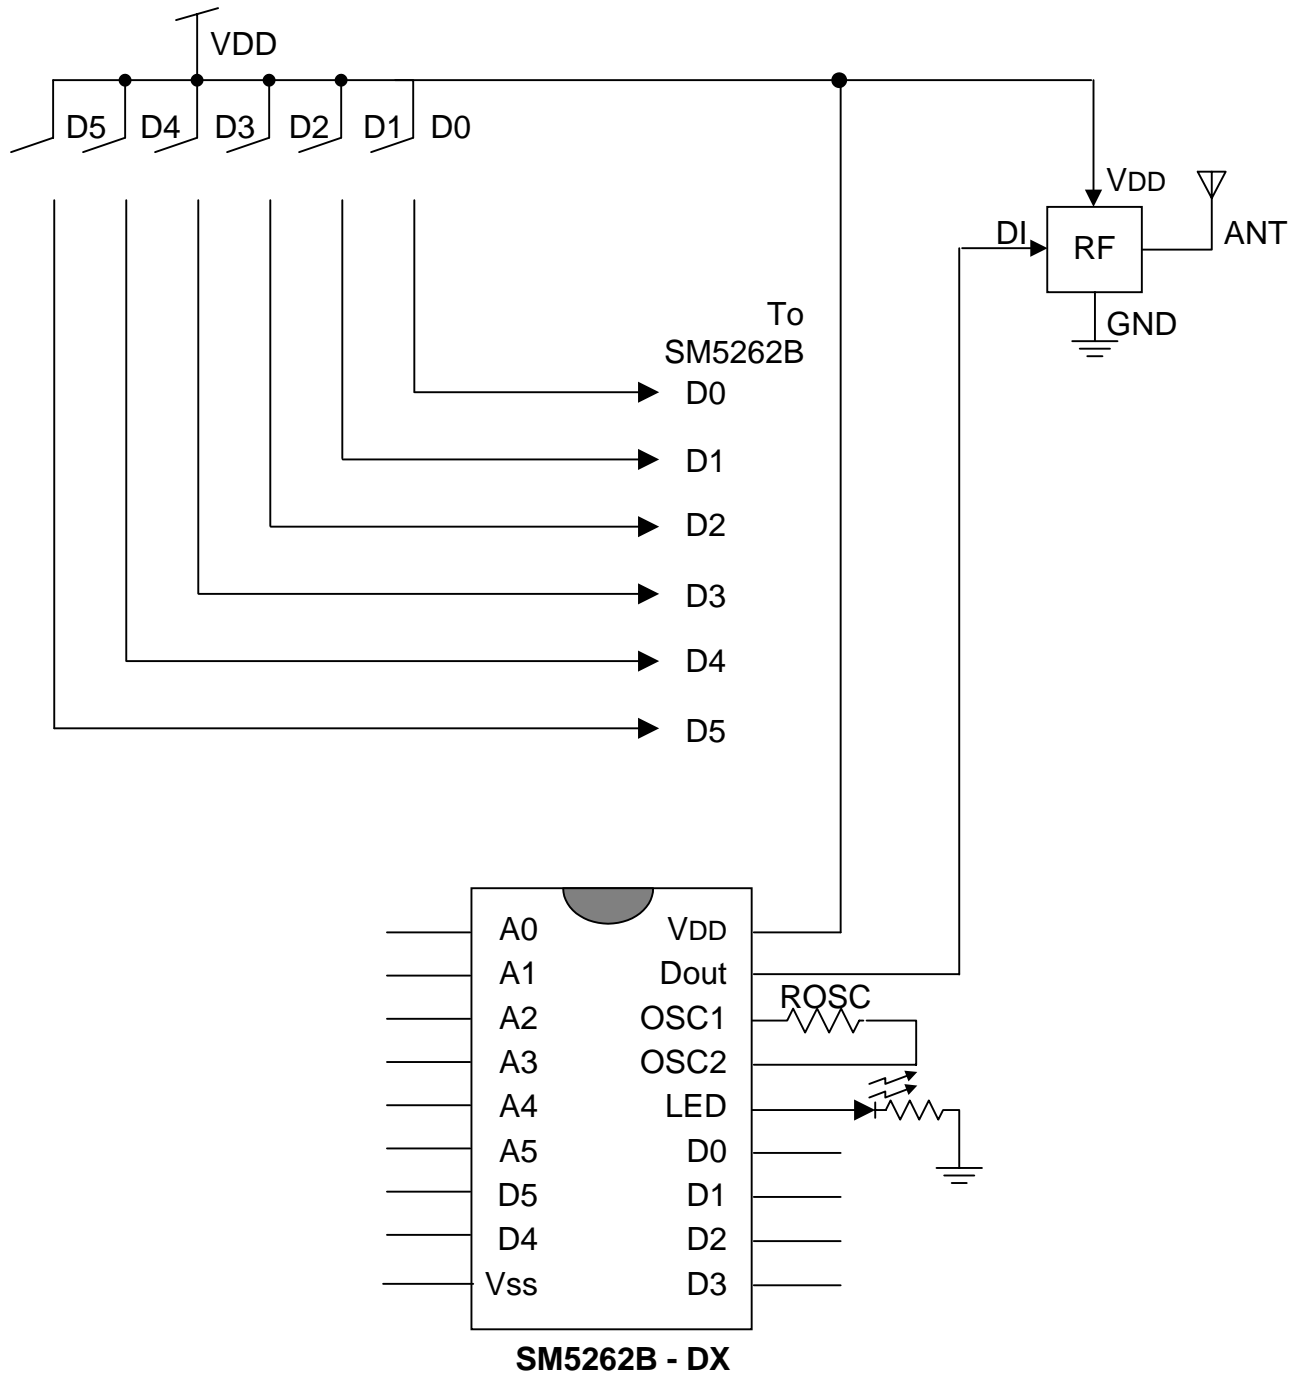 VDD
D5 D4 D3 D2 D1 D0
VDD
DI RF ANT
GND
To
SM5262B
D0
D1
D2
D3
D4
D5
A0 VDD
A1 Dout
ROSC
A2 OSC1
A3 OSC2
A4 LED
A5 D0
D5 D1
D4 D2
Vss D3
SM5262B - DX